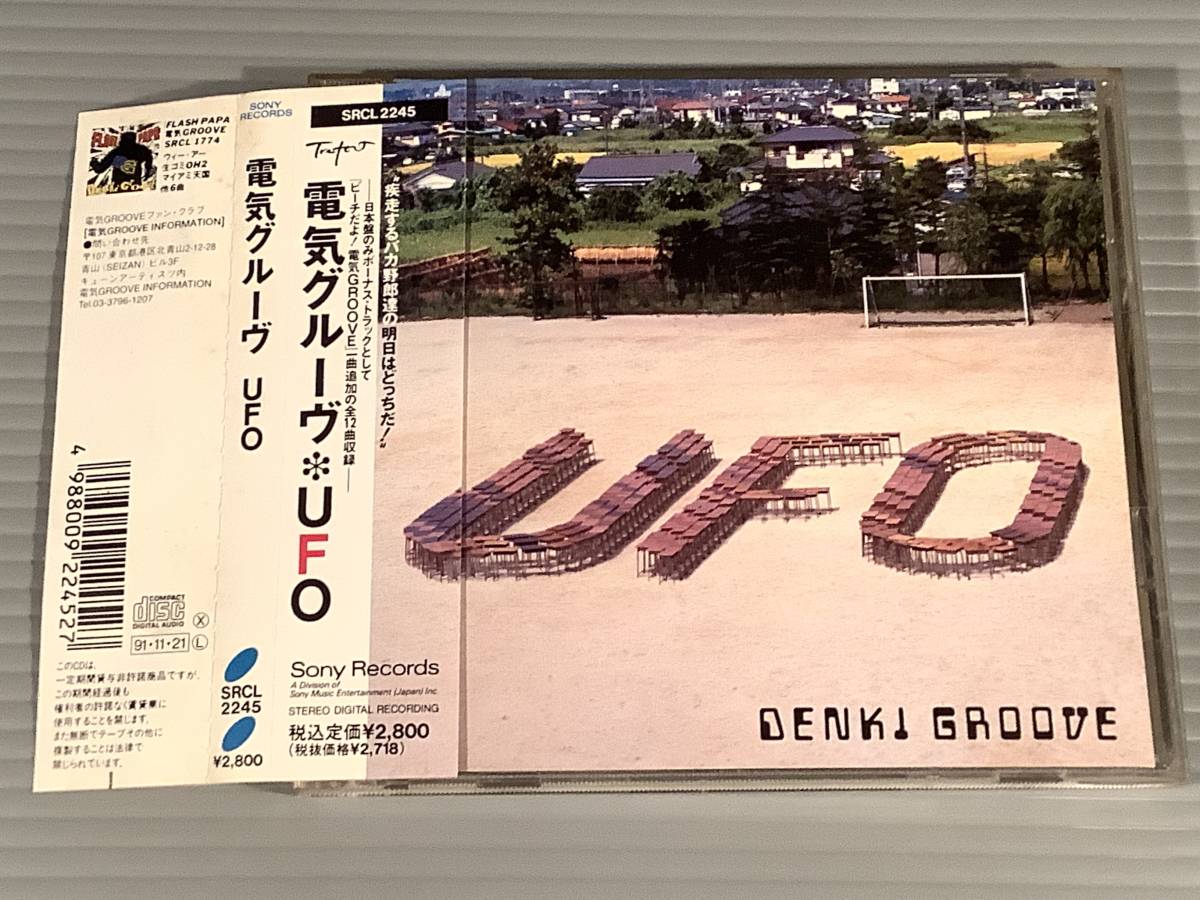 FLASH PAPA
電気GROOVE
SRCL 1774
ウィー・アー
生ゴミOH2
マイアミ天国
他6曲
電気GROOVEファン・クラブ
[電気GROOVE INFORMATION]
●問い合わせ先
〒107 東京都港区北青山2-12-28
青山(SEIZAN)ビル3F
キューンアーティスツ内
電気GROOVE INFORMATION
Tel.03-3796-1207
4988009224527
COMPACT
disc
DIGITAL AUDIO
X
91・11・21
L
このCDは、
一定期間貸与非許諾商品ですが、
この期間経過後も
権利者の許諾なく賃貸業に
使用することを禁じます。
また無断でテープその他に
複製することは法律で
禁じられています。
SONY
RECORDS
電気グルーヴ UFO
SRCL
2245
¥2,800
SRCL 2245
Trefort
"疾走するバカ野郎達の明日はどっちだ!"
――日本盤のみボーナス・トラックとして
「ピーチだよ!電気GROOVE」一曲追加の全12曲収録――
電気グルーヴ※UFO
Sony Records
A Division of
Sony Music Entertainment (Japan) Inc.
STEREO DIGITAL RECORDING
税込定価¥2,800
(税抜価格¥2,718)
UFO
DENKI GROOVE